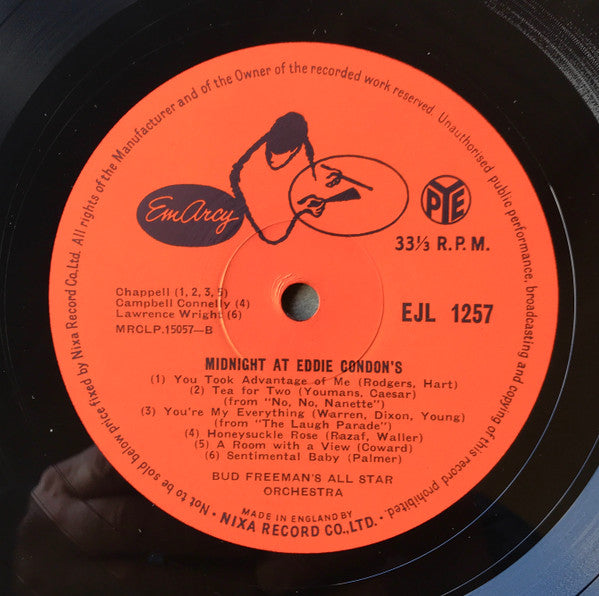 Not to be sold below price fixed by Nixa Record Co.Ltd. All rights of the Manufacturer and of the Owner of the recorded work reserved. Unauthorised public performance, broadcasting and copying of this record prohibited.
EmArcy
PYE
33⅓ R.P.M.
Chappell (1, 2, 3, 5)
Campbell Connelly (4)
Lawrence Wright (6)
MRCLP.15057—B
EJL 1257
MIDNIGHT AT EDDIE CONDON'S
(1) You Took Advantage of Me (Rodgers, Hart)
(2) Tea for Two (Youmans, Caesar)
(from "No, No, Nanette")
(3) You're My Everything (Warren, Dixon, Young)
(from "The Laugh Parade")
(4) Honeysuckle Rose (Razaf, Waller)
(5) A Room with a View (Coward)
(6) Sentimental Baby (Palmer)
BUD FREEMAN'S ALL STAR
ORCHESTRA
MADE IN ENGLAND BY
• NIXA RECORD CO.,LTD. •